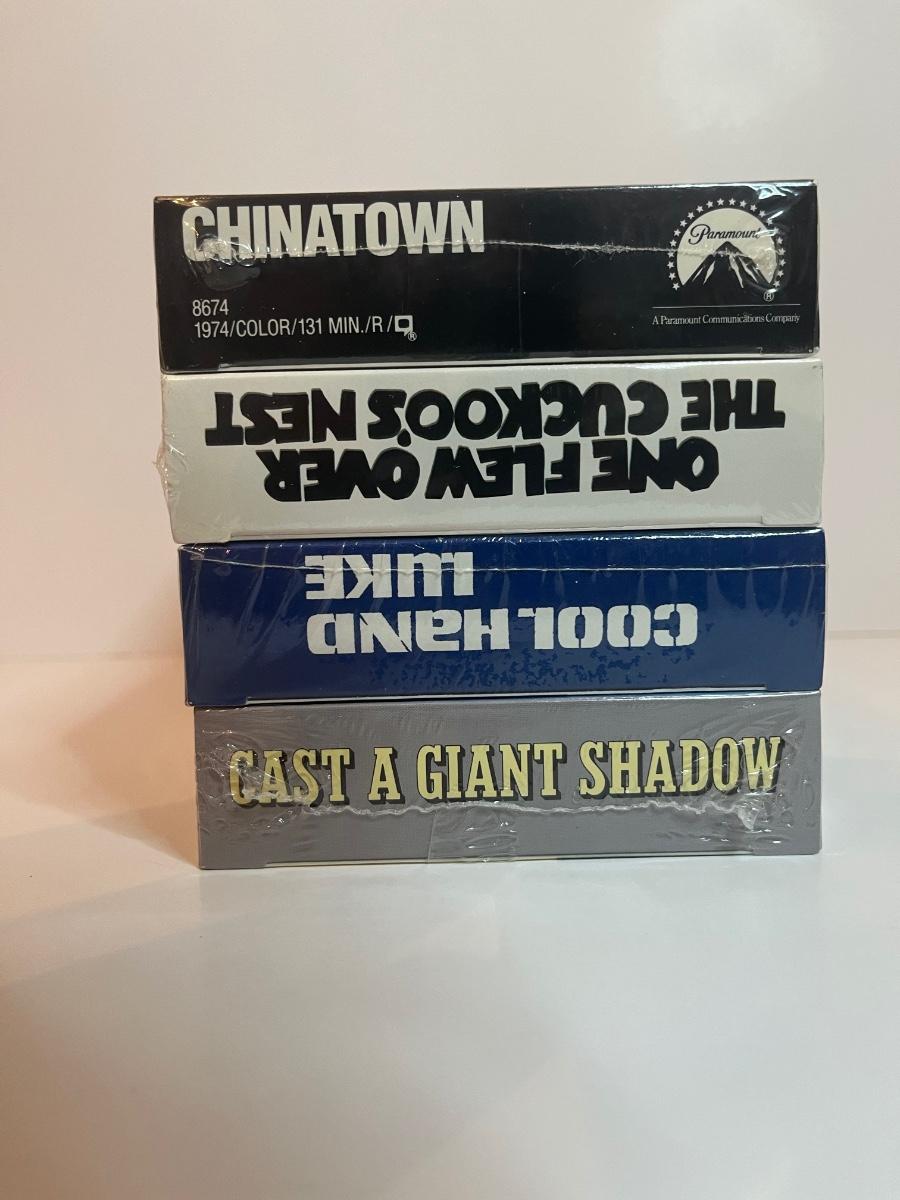 CHINATOWN
8674
1974/COLOR/131 MIN./R/
®
Paramount
®
A Paramount Communications Company
ONE FLEW OVER
THE CUCKOO'S NEST
COOL HAND
LUKE
CAST A GIANT SHADOW